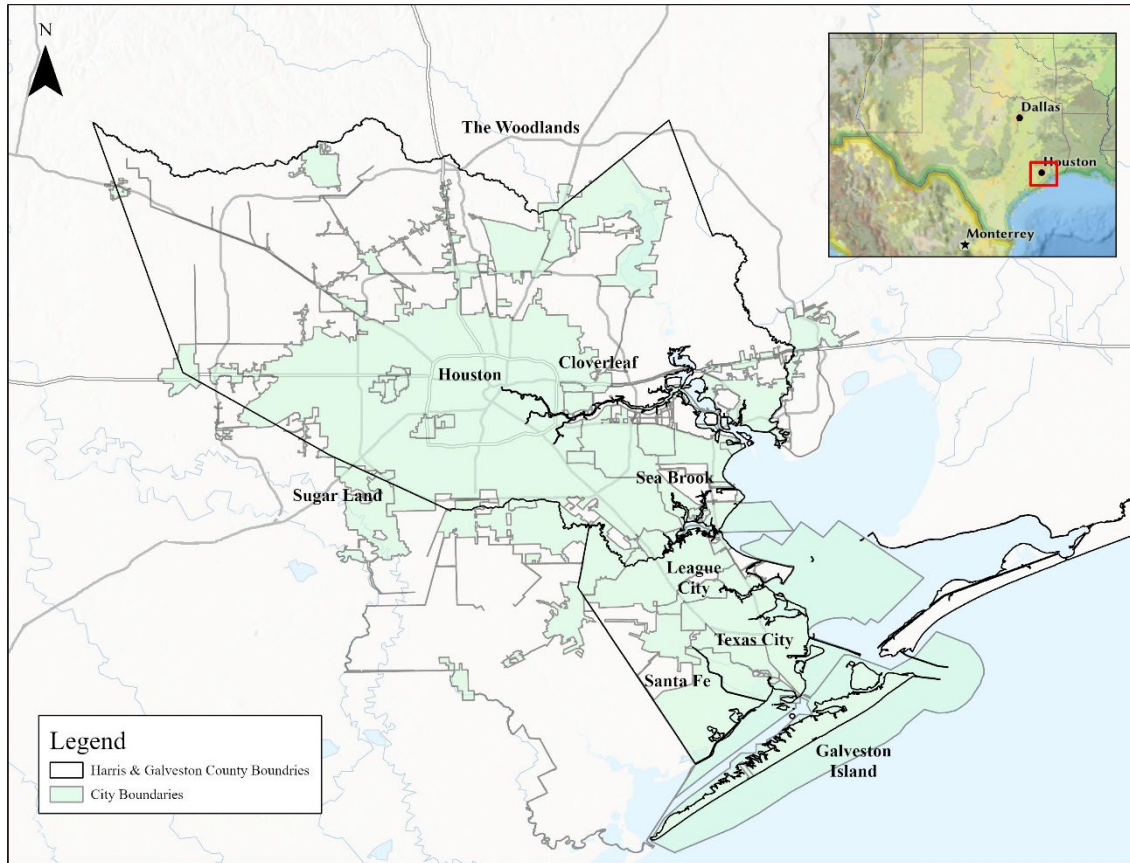 N
The Woodlands
Dallas
Houston
Monterrey
Cloverleaf
Houston
Sea Brook
Sugar Land
League
City
Texas City
Santa Fe
Galveston
Island
Legend
Harris & Galveston County Boundries
City Boundaries